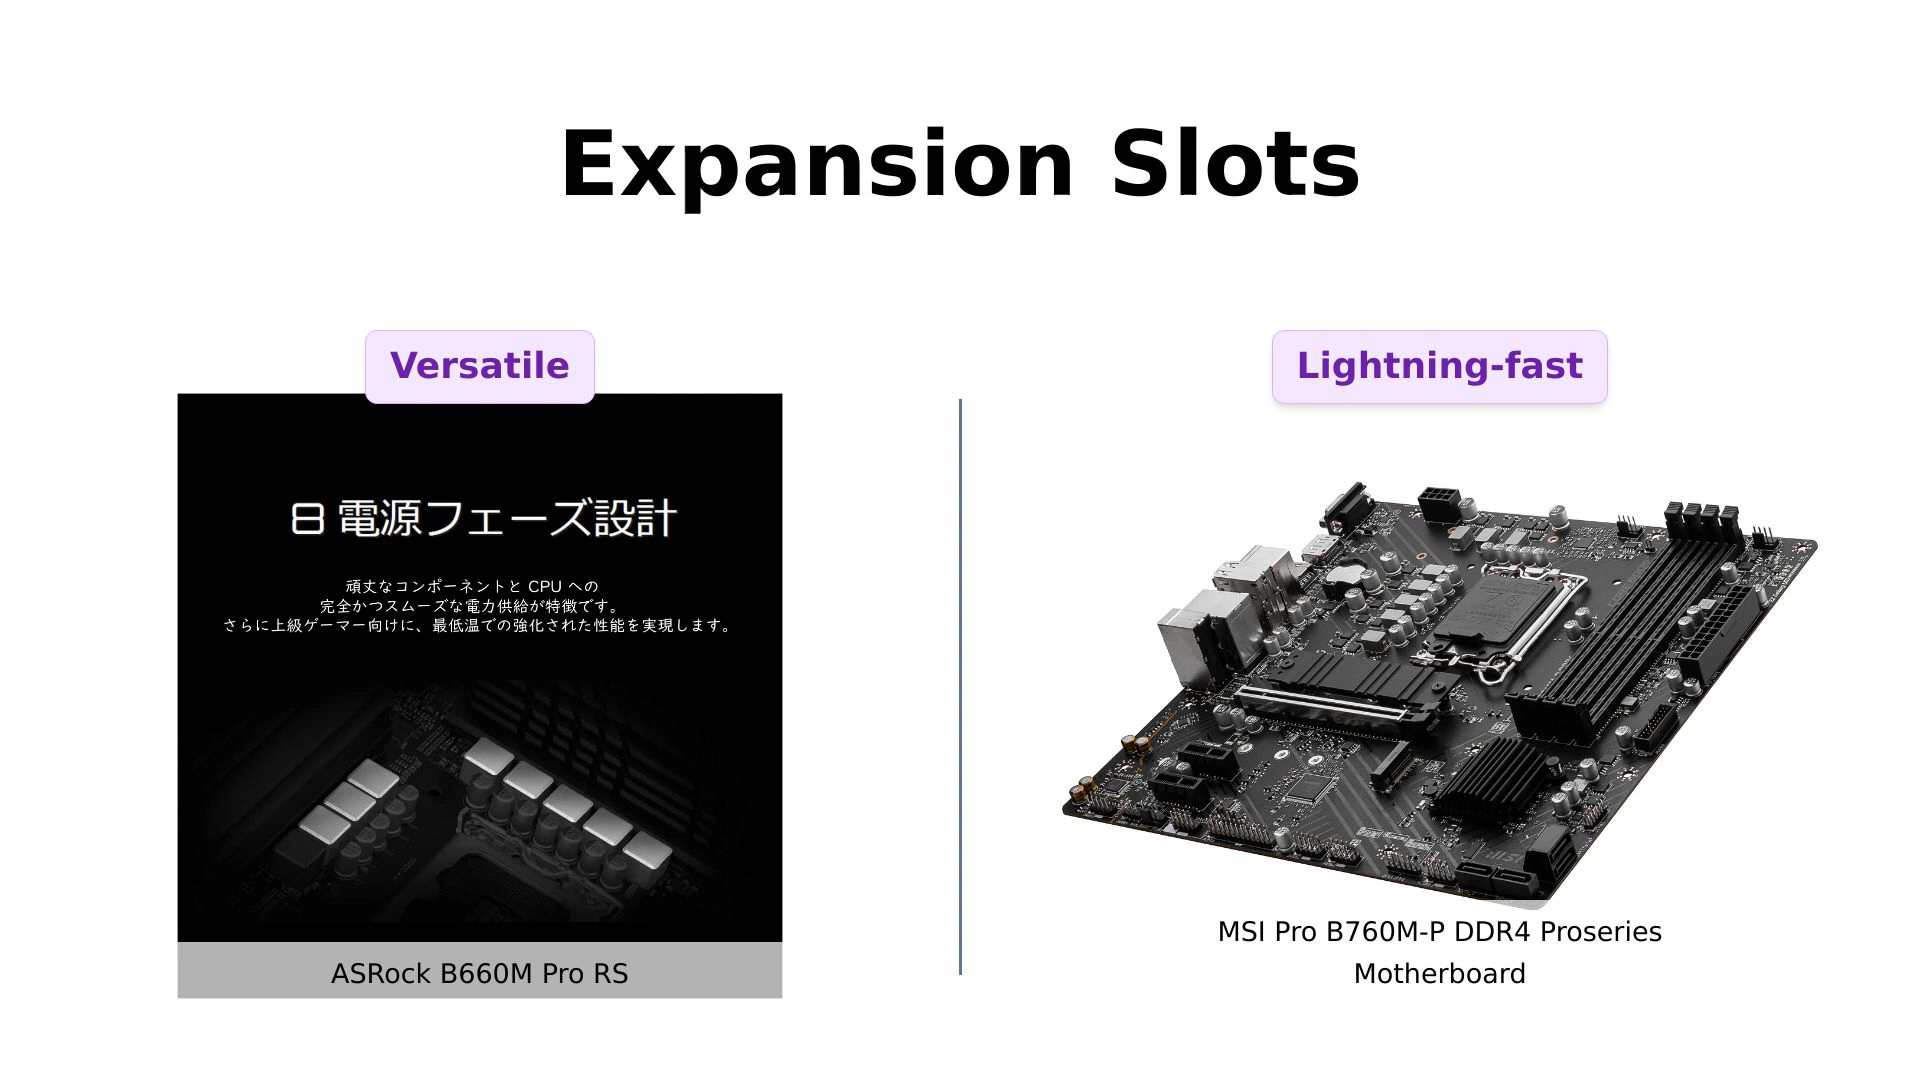 Expansion Slots
Versatile
Lightning-fast
8 電源フェーズ設計
頑丈なコンポーネントと CPU への
完全かつスムーズな電力供給が特徴です。
さらに上級ゲーマー向けに、最低温での強化された性能を実現します。
ASRock B660M Pro RS
MSI Pro B760M-P DDR4 Proseries
Motherboard